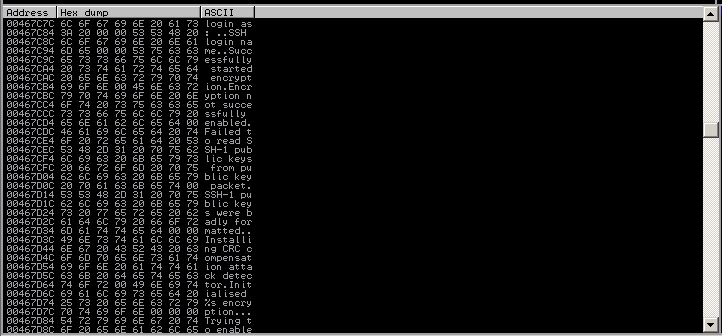 Address Hex dump ASCII
00467C7C 6C 6F 67 69 6E 20 61 73 login as
00467C84 3A 20 00 00 53 53 48 20 : ..SSH
00467C8C 6C 6F 67 69 6E 20 6E 61 login na
00467C94 6D 65 00 00 53 75 63 63 me..Succ
00467C9C 65 73 73 66 75 6C 6C 79 essfully
00467CA4 20 73 74 61 72 74 65 64  started
00467CAC 20 65 6E 63 72 79 70 74  encrypt
00467CB4 69 6F 6E 00 45 6E 63 72 ion.Encr
00467CBC 79 70 74 69 6F 6E 20 6E yption n
00467CC4 6F 74 20 73 75 63 63 65 ot succe
00467CCC 73 73 66 75 6C 6C 79 20 ssfully
00467CD4 65 6E 61 62 6C 65 64 00 enabled.
00467CDC 46 61 69 6C 65 64 20 74 Failed t
00467CE4 6F 20 72 65 61 64 20 53 o read S
00467CEC 53 48 2D 31 20 70 75 62 SH-1 pub
00467CF4 6C 69 63 20 6B 65 79 73 lic keys
00467CFC 20 66 72 6F 6D 20 70 75  from pu
00467D04 62 6C 69 63 20 6B 65 79 blic key
00467D0C 20 70 61 63 6B 65 74 00  packet.
00467D14 53 53 48 2D 31 20 70 75 SSH-1 pu
00467D1C 62 6C 69 63 20 6B 65 79 blic key
00467D24 73 20 77 65 72 65 20 62 s were b
00467D2C 61 64 6C 79 20 66 6F 72 adly for
00467D34 6D 61 74 74 65 64 00 00 matted..
00467D3C 49 6E 73 74 61 6C 6C 69 Installi
00467D44 6E 67 20 43 52 43 20 63 ng CRC c
00467D4C 6F 6D 70 65 6E 73 61 74 ompensat
00467D54 69 6F 6E 20 61 74 74 61 ion atta
00467D5C 63 6B 20 64 65 74 65 63 ck detec
00467D64 74 6F 72 00 49 6E 69 74 tor.Init
00467D6C 69 61 6C 69 73 65 64 20 ialised
00467D74 25 73 20 65 6E 63 72 79 %s encry
00467D7C 70 74 69 6F 6E 00 00 00 ption...
00467D84 54 72 79 69 6E 67 20 74 Trying t
00467D8C 6F 20 65 6E 61 62 6C 65 o enable